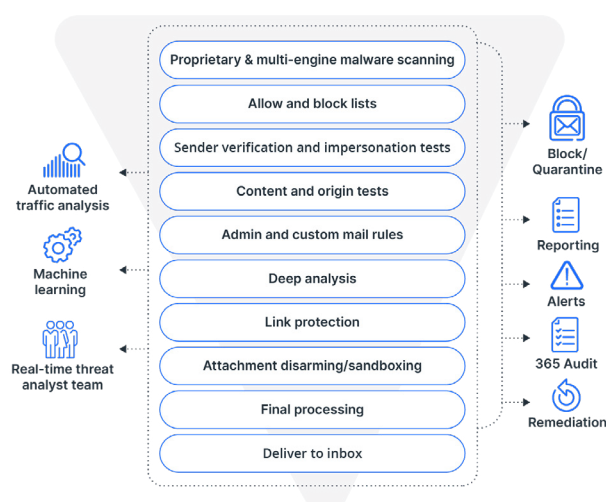 Proprietary & multi-engine malware scanning
Allow and block lists
Sender verification and impersonation tests
Content and origin tests
Admin and custom mail rules
Deep analysis
Link protection
Attachment disarming/sandboxing
Final processing
Deliver to inbox
Automated
traffic analysis
Machine
learning
Real-time threat
analyst team
Block/
Quarantine
Reporting
Alerts
365 Audit
Remediation